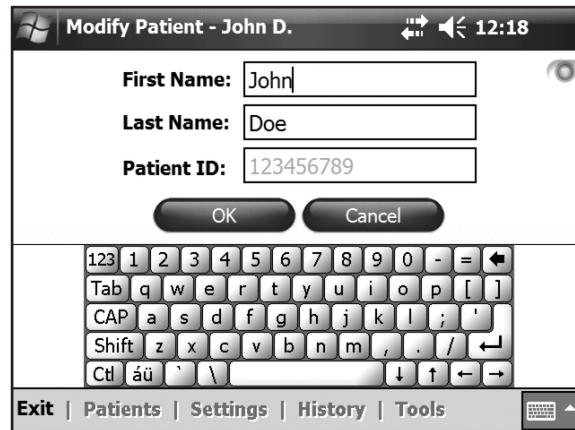 Modify Patient - John D. 12:18
First Name: John
Last Name: Doe
Patient ID: 123456789
OK Cancel
123 1 2 3 4 5 6 7 8 9 0 - =
Tab q w e r t y u i o p [ ]
CAP a s d f g h j k l ; '
Shift z x c v b n m , . /
Ctl áü ` \
Exit | Patients | Settings | History | Tools